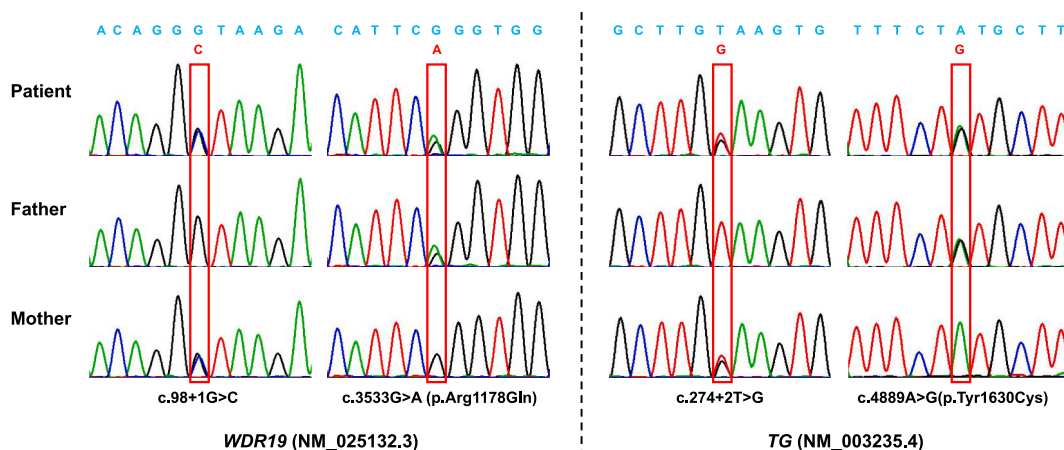 A C A G G G T A A G A
C
C A T T C G G G T G G
A
G C T T G T A A G T G
G
T T T C T A T G C T T
G
Patient
Father
Mother
c.98+1G>C
c.3533G>A (p.Arg1178Gln)
c.274+2T>G
c.4889A>G(p.Tyr1630Cys)
WDR19 (NM_025132.3)
TG (NM_003235.4)